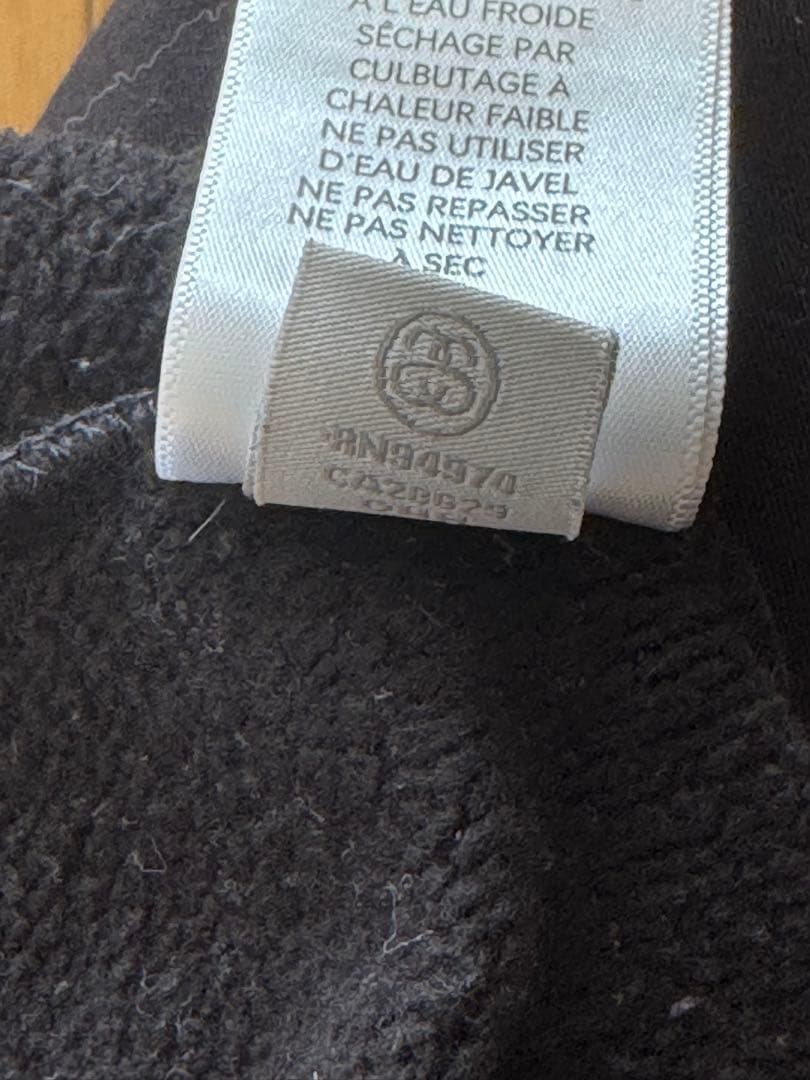 À L'EAU FROIDE
SÉCHAGE PAR
CULBUTAGE À
CHALEUR FAIBLE
NE PAS UTILISER
D'EAU DE JAVEL
NE PAS REPASSER
NE PAS NETTOYER
À SEC
RN94974